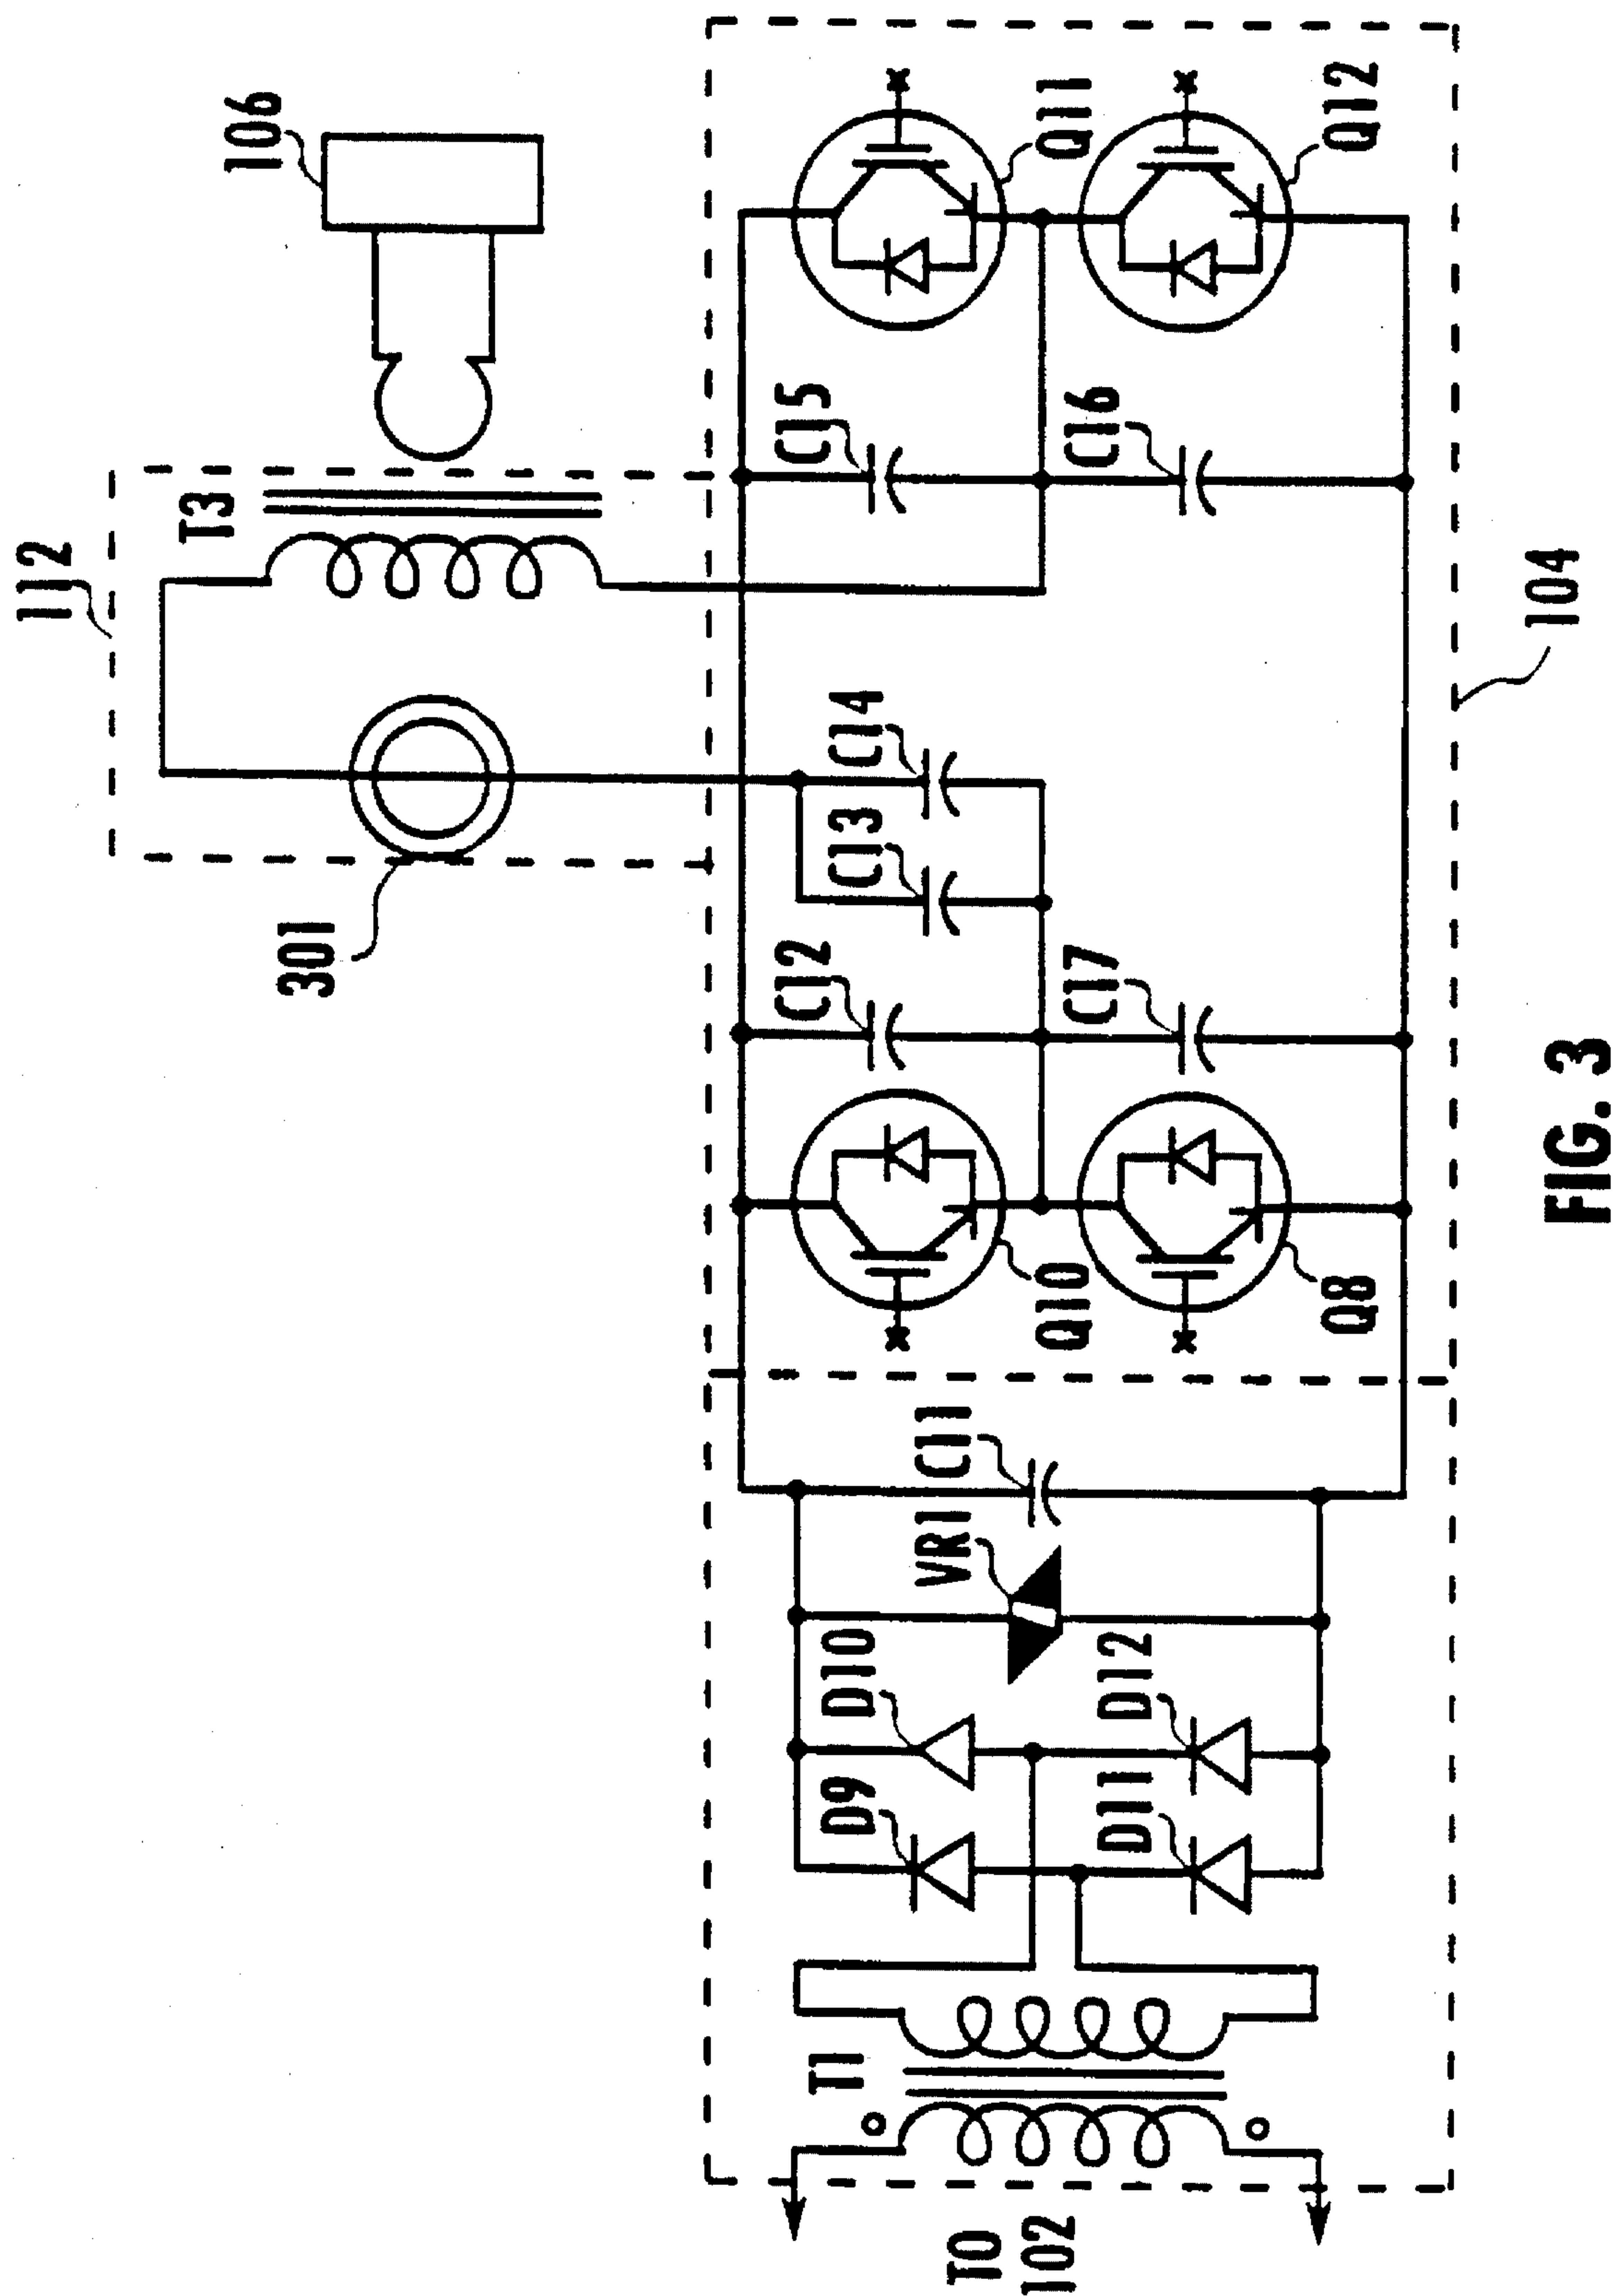 112
T3
106
301
C14
C13
C12
C15
Q11
C17
C16
Q12
Q10
Q8
104
C11
VR1
D10
D9
D12
D11
T1
TO
102
FIG. 3